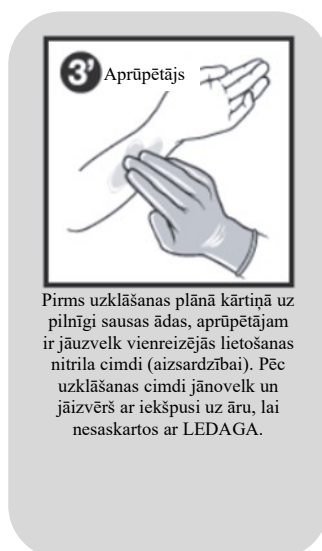 3’ Aprūpētājs
Pirms uzklāšanas plānā kārtiņā uz
pilnīgi sausas ādas, aprūpētājam
ir jāuzvelk vienreizējās lietošanas
nitrila cimdi (aizsardzībai). Pēc
uzklāšanas cimdi jānovelk un
jāizvērš ar iekšpusi uz āru, lai
nesaskartos ar LEDAGA.